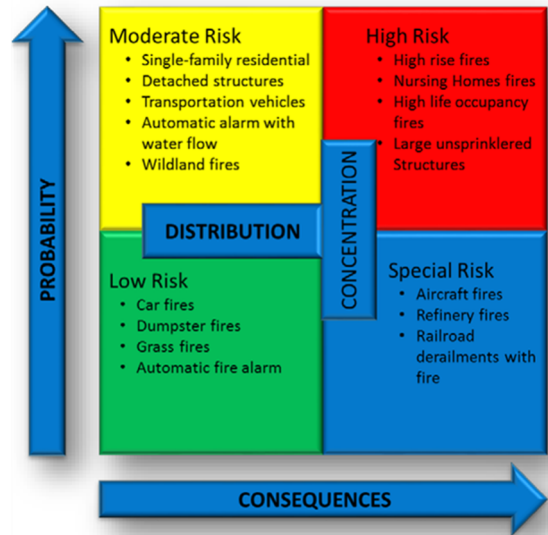 PROBABILITY
Moderate Risk
• Single-family residential
• Detached structures
• Transportation vehicles
• Automatic alarm with
water flow
• Wildland fires
High Risk
• High rise fires
• Nursing Homes fires
• High life occupancy
fires
• Large unsprinklered
Structures
DISTRIBUTION
CONCENTRATION
Low Risk
• Car fires
• Dumpster fires
• Grass fires
• Automatic fire alarm
Special Risk
• Aircraft fires
• Refinery fires
• Railroad
derailments with
fire
CONSEQUENCES